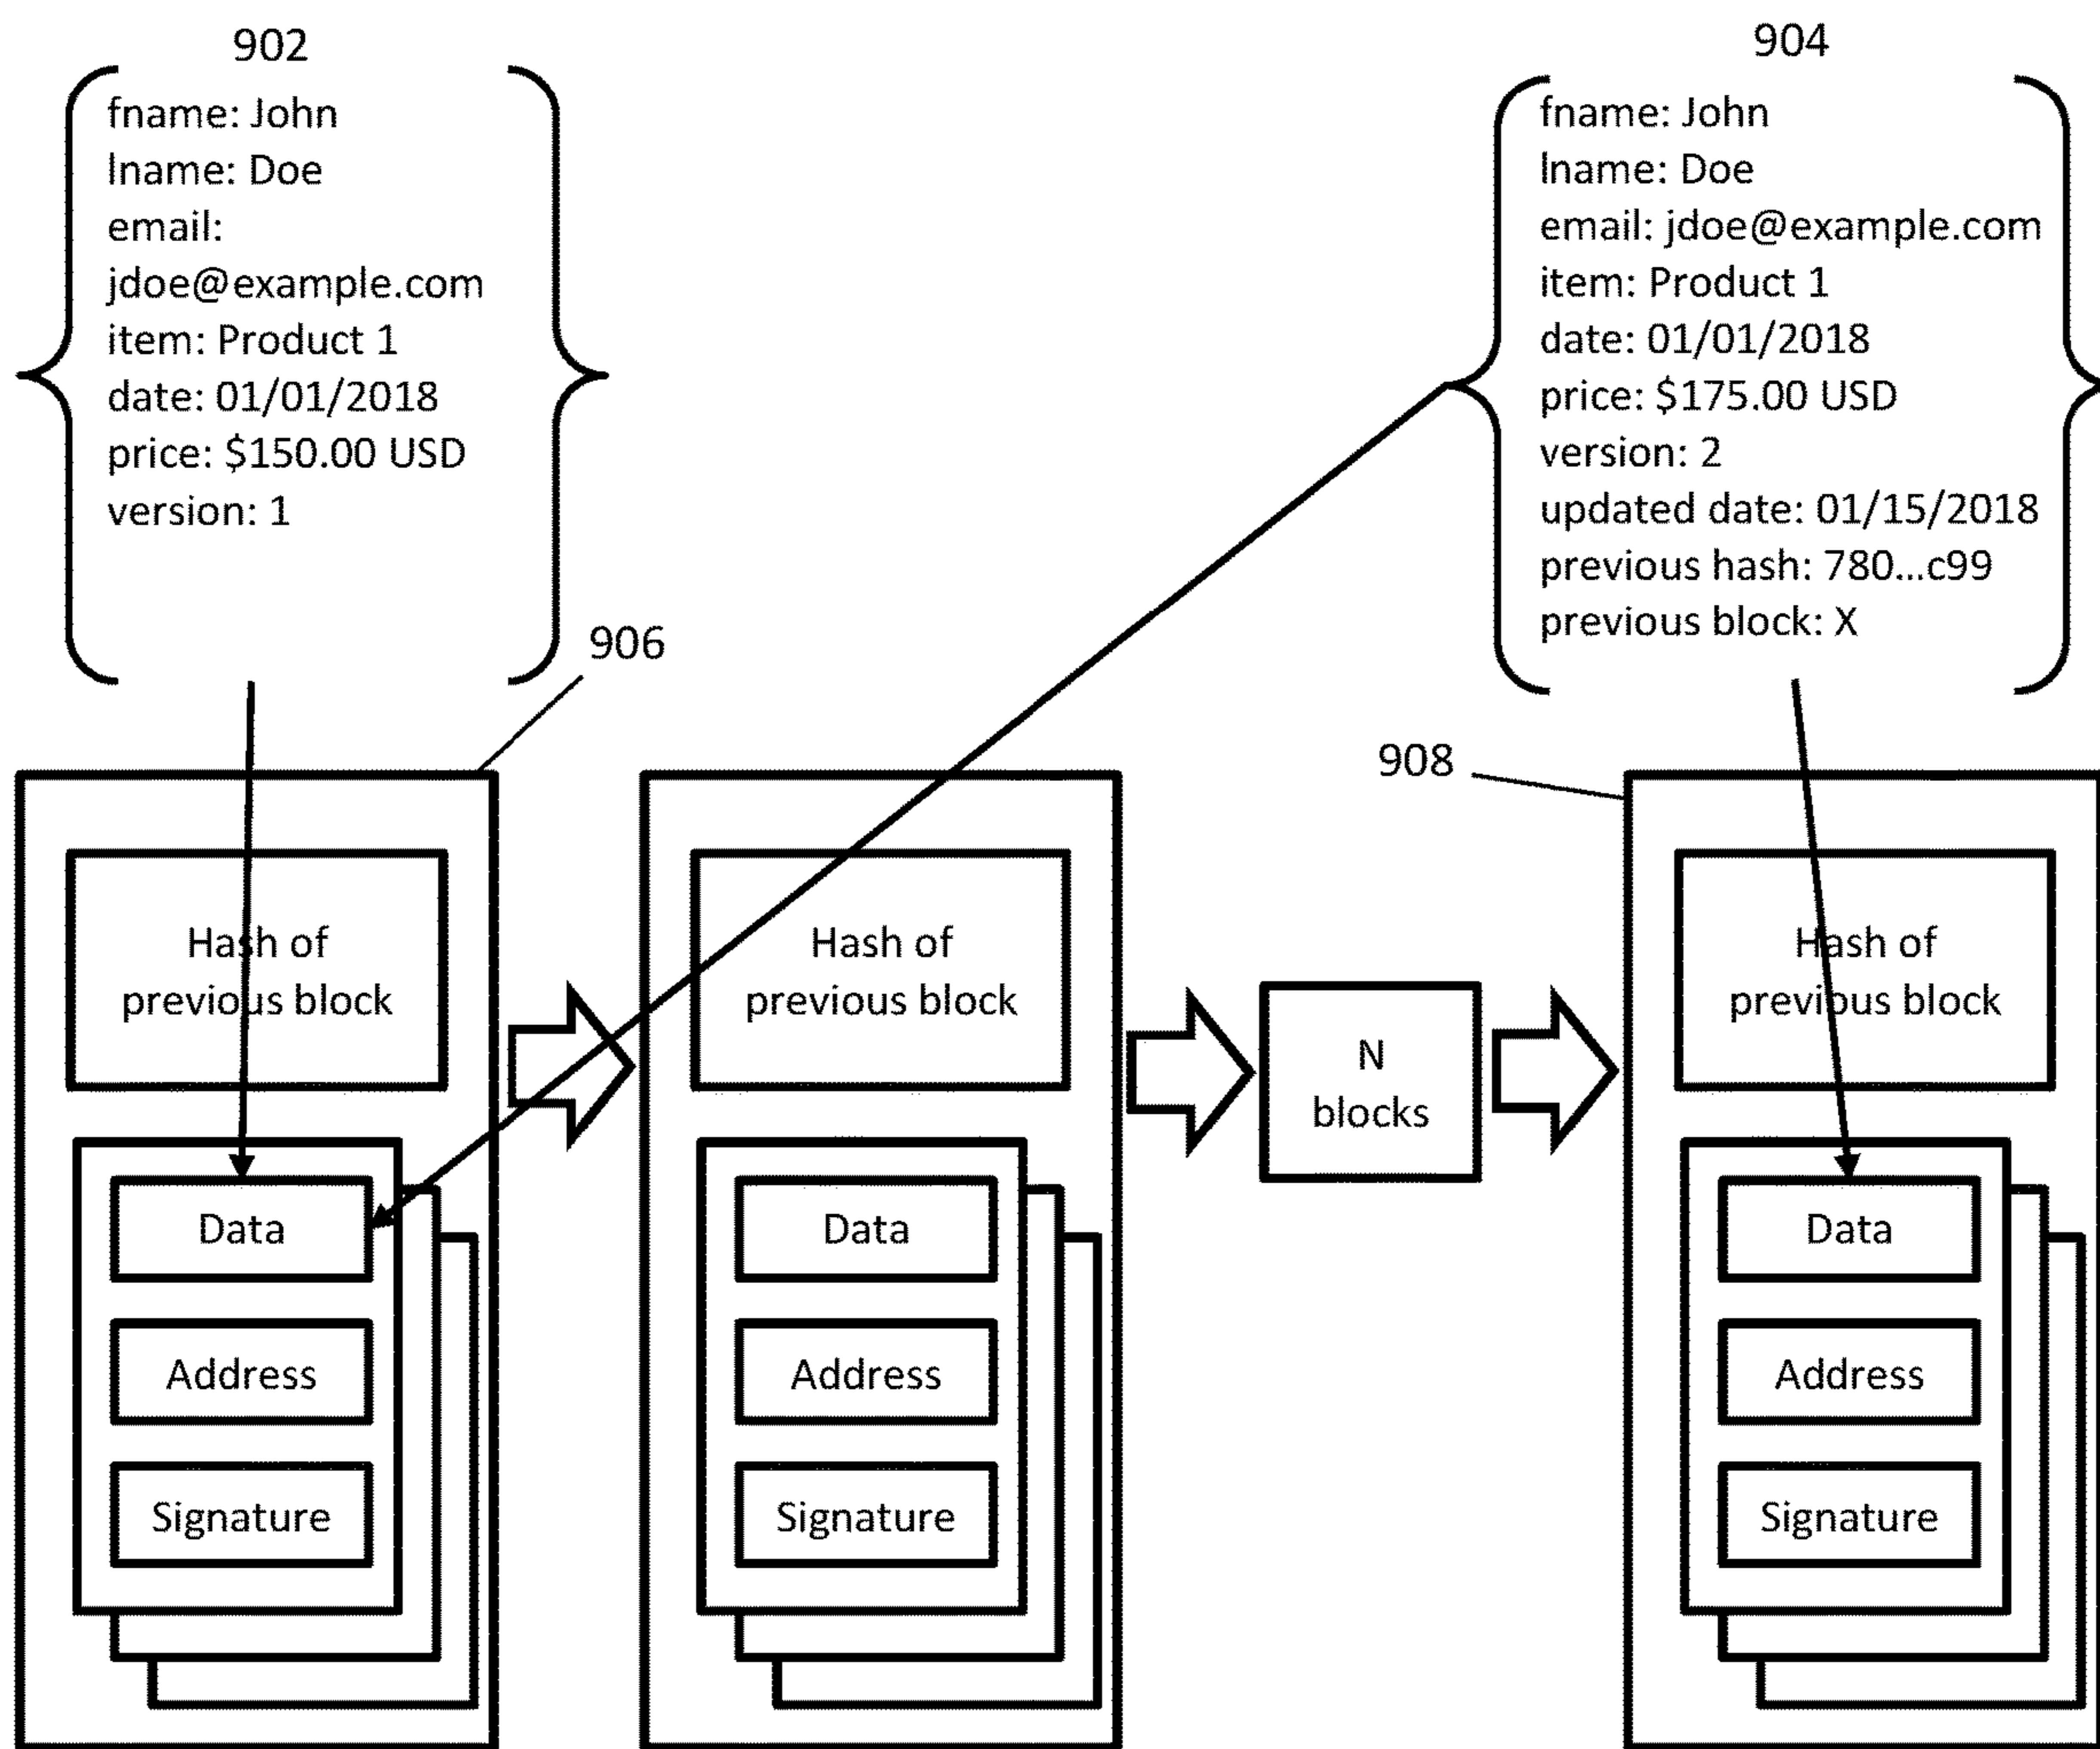 902
fname: John
lname: Doe
email:
jdoe@example.com
item: Product 1
date: 01/01/2018
price: $150.00 USD
version: 1
904
fname: John
lname: Doe
email: jdoe@example.com
item: Product 1
date: 01/01/2018
price: $175.00 USD
version: 2
updated date: 01/15/2018
previous hash: 780...c99
previous block: X
906
908
Hash of
previous block
Data
Address
Signature
Hash of
previous block
Data
Address
Signature
N
blocks
Hash of
previous block
Data
Address
Signature